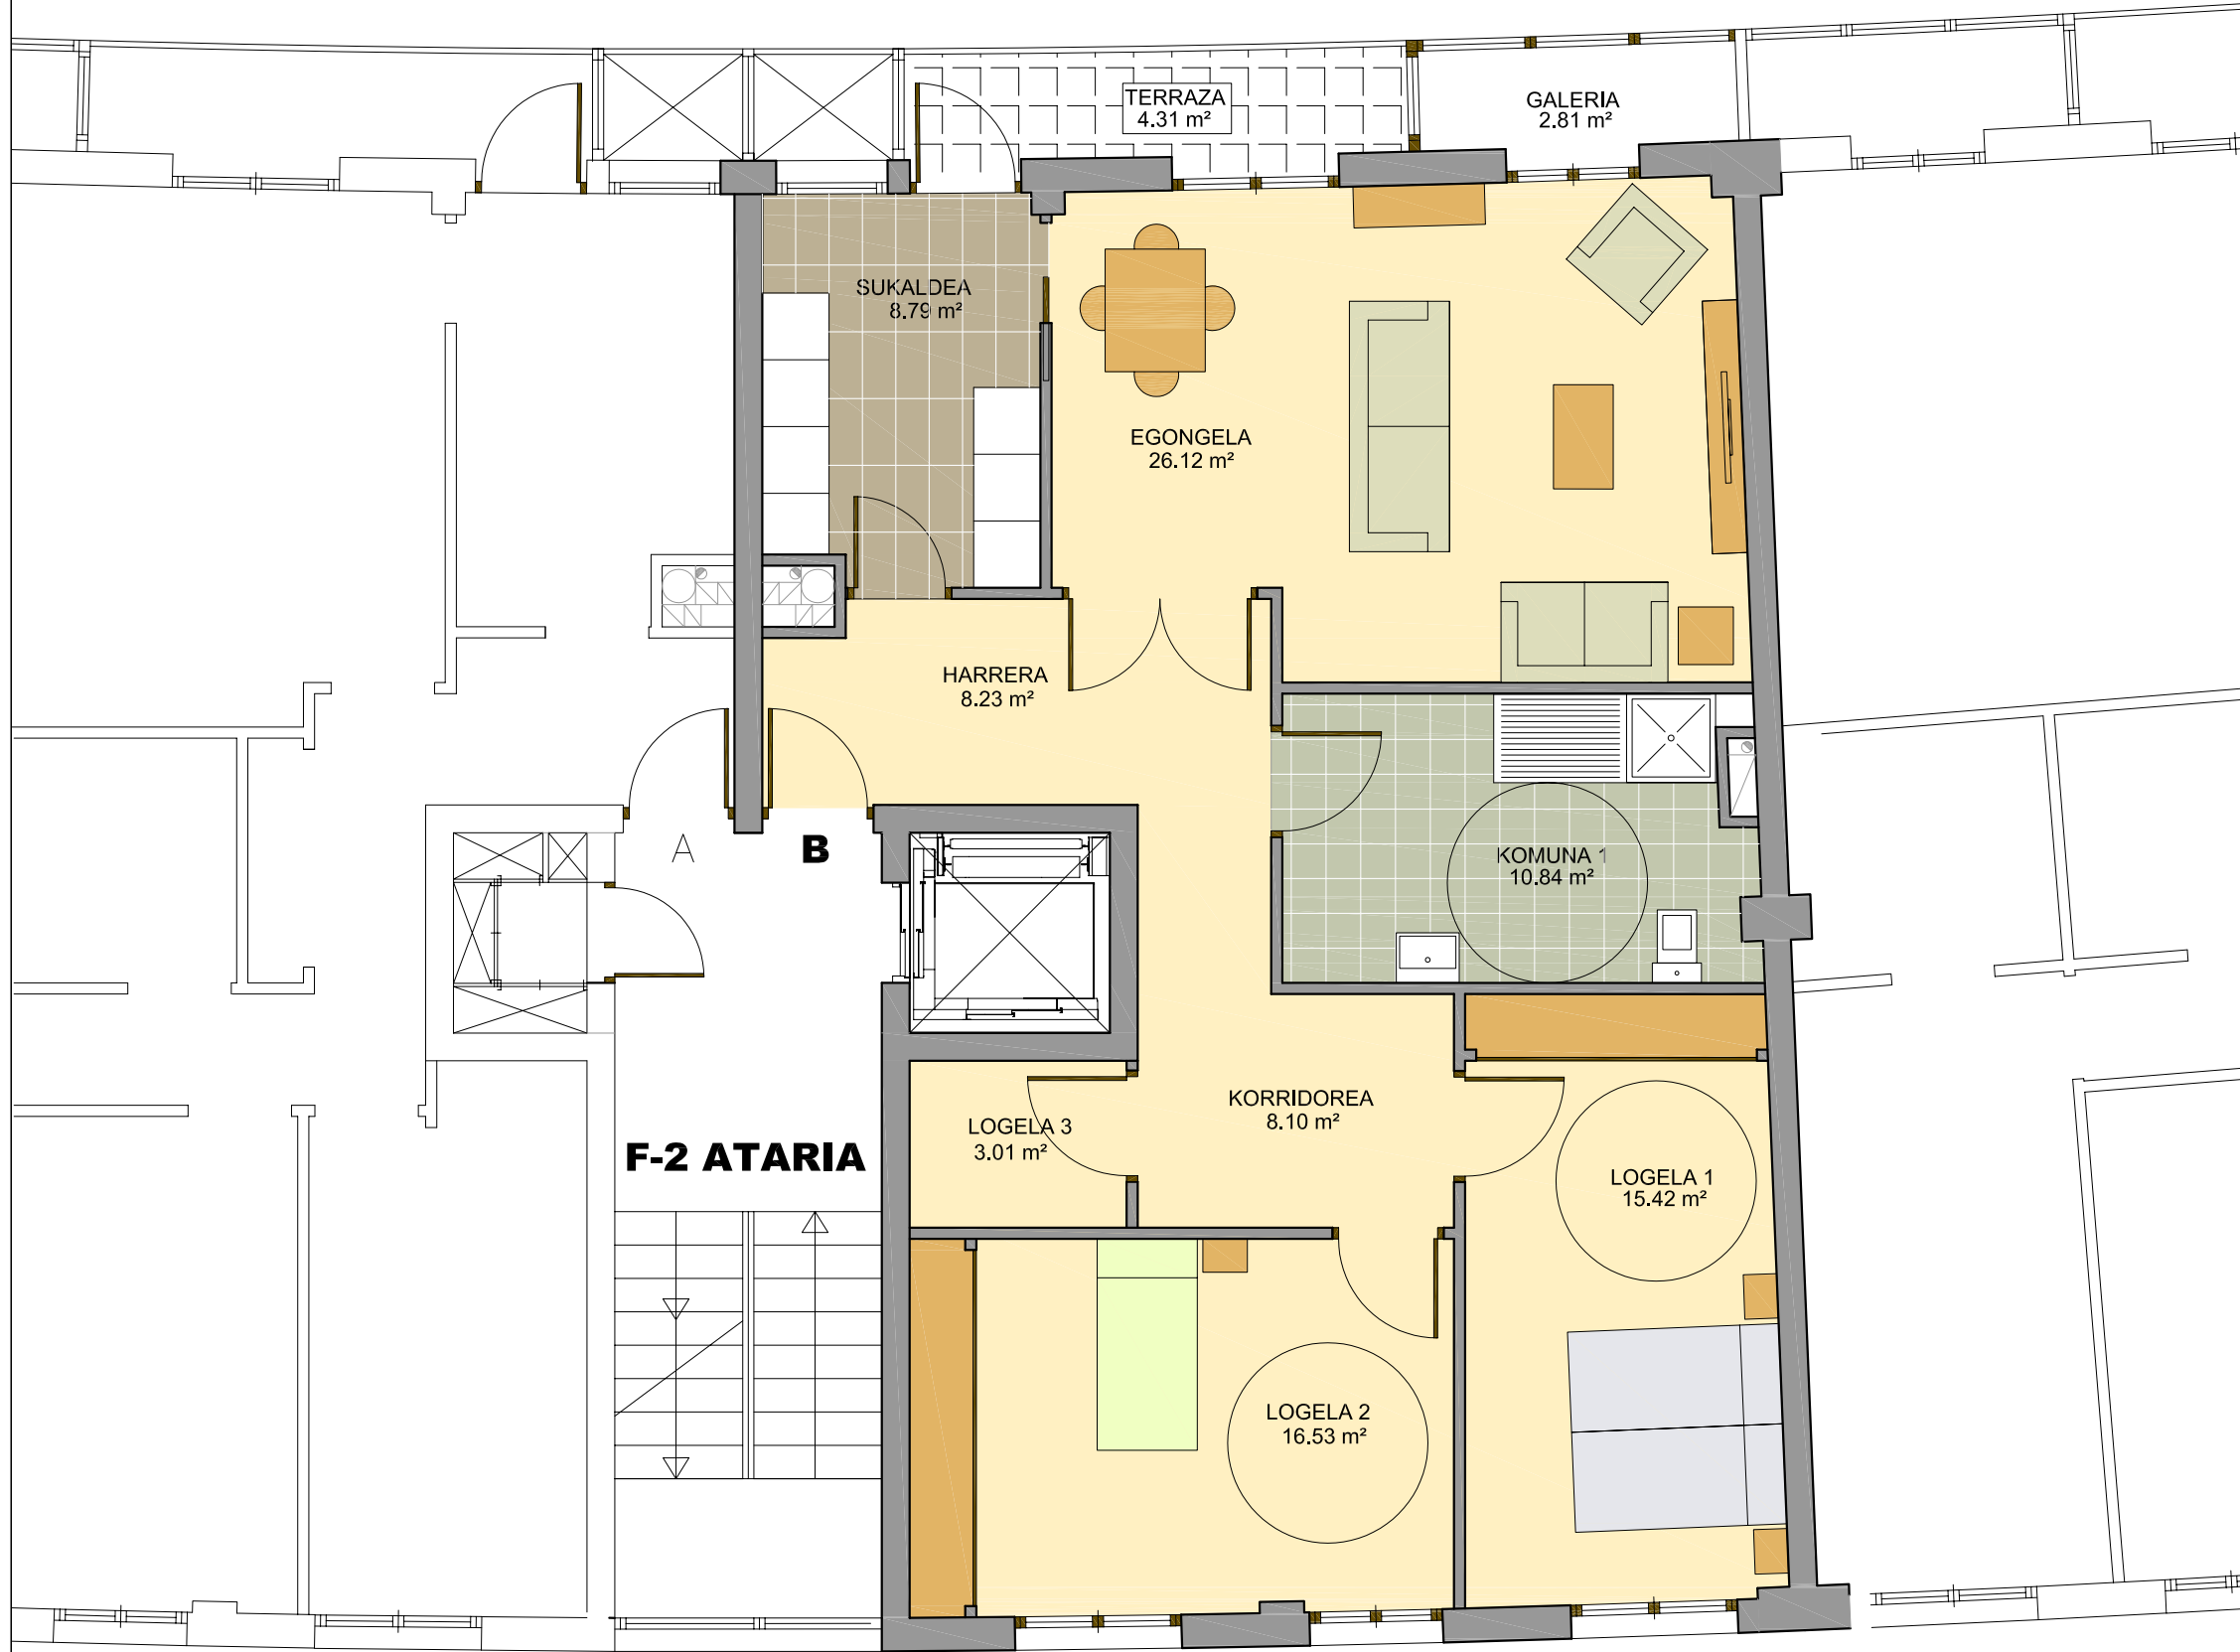 TERRAZA
4.31 m²
GALERIA
2.81 m²
SUKALDEA
8.79 m²
EGONGELA
26.12 m²
HARRERA
8.23 m²
A
B
KOMUNA 1
10.84 m²
KORRIDOREA
8.10 m²
LOGELA 3
3.01 m²
F-2 ATARIA
LOGELA 1
15.42 m²
LOGELA 2
16.53 m²